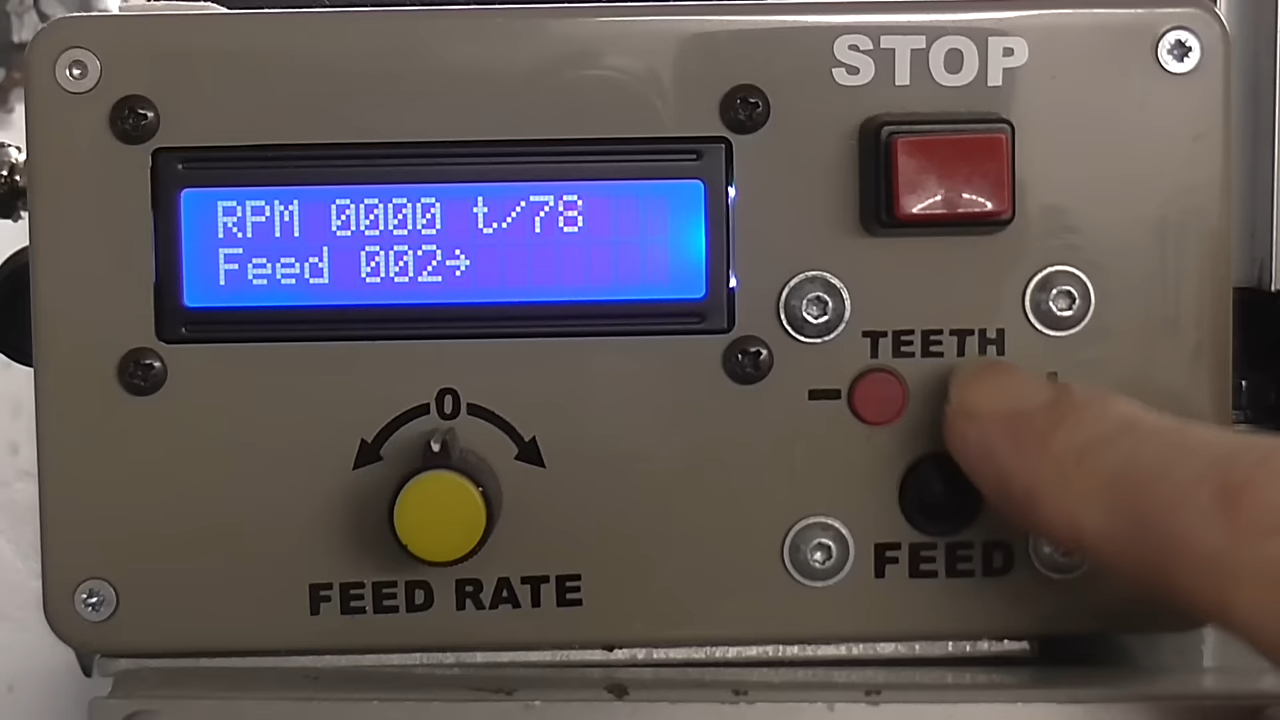 STOP
RPM 0000 t/78
Feed 002→
TEETH
- +
0
FEED
FEED RATE